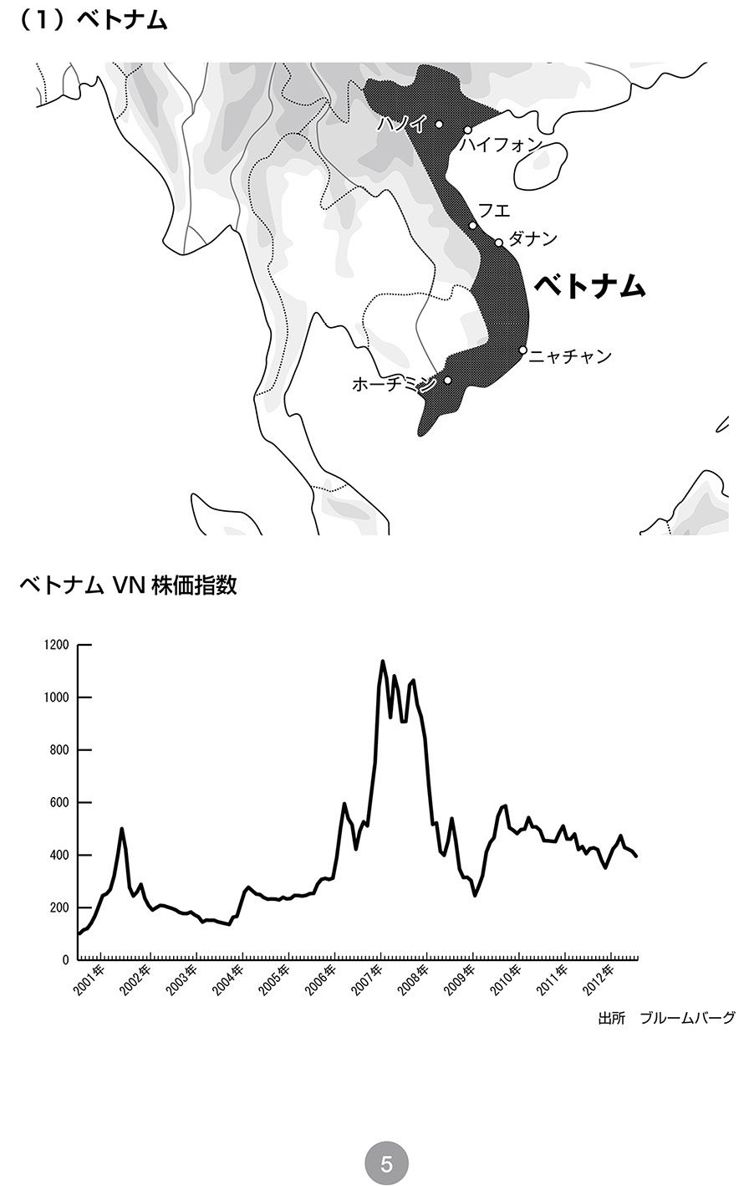 （1）ベトナム
ハノイ
ハイフォン
フエ
ダナン
ベトナム
ニャチャン
ホーチミン
ベトナム VN株価指数
1200
1000
800
600
400
200
0
2001年
2002年
2003年
2004年
2005年
2006年
2007年
2008年
2009年
2010年
2011年
2012年
出所　ブルームバーグ
5